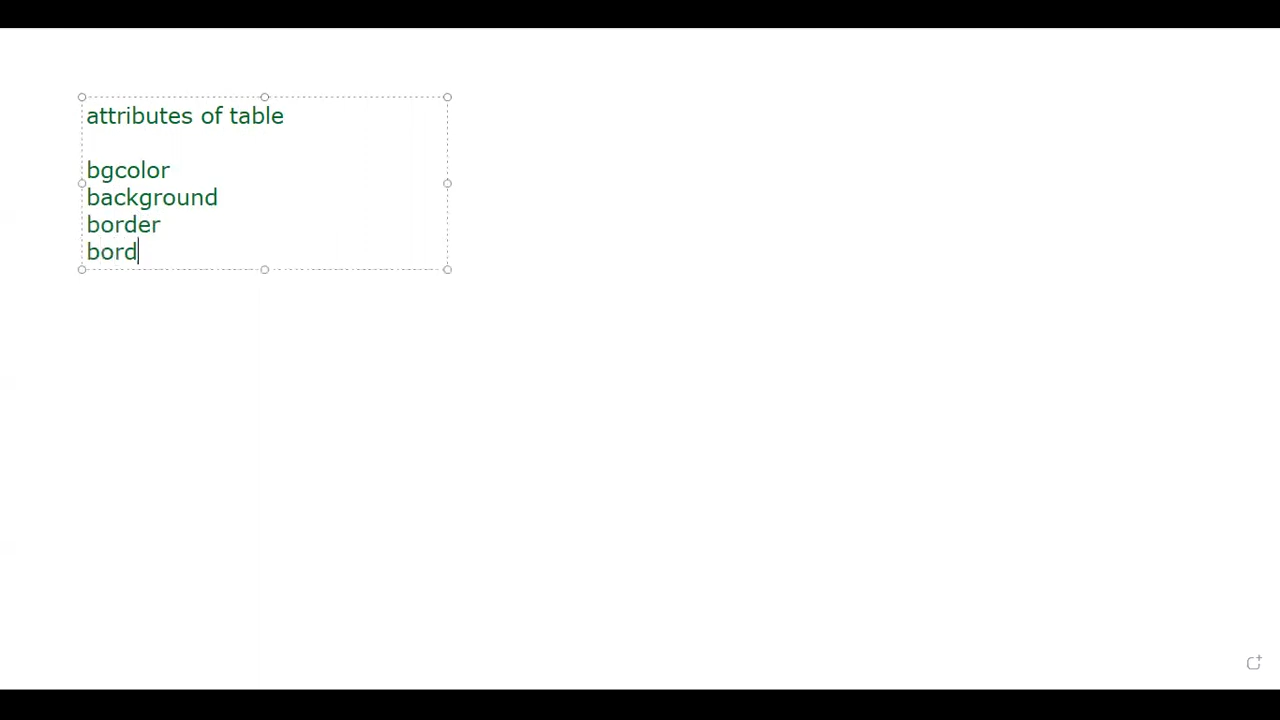 attributes of table
bgcolor
background
border
bord